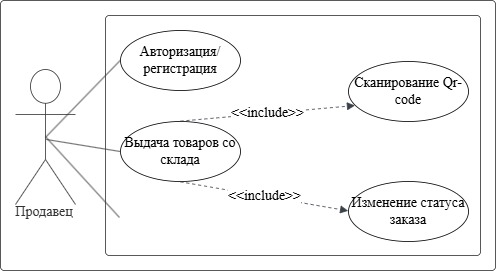 Авторизация/
регистрация
Сканирование Qr-
code
<<include>>
Выдача товаров со
склада
<<include>>
Изменение статуса
заказа
Продавец